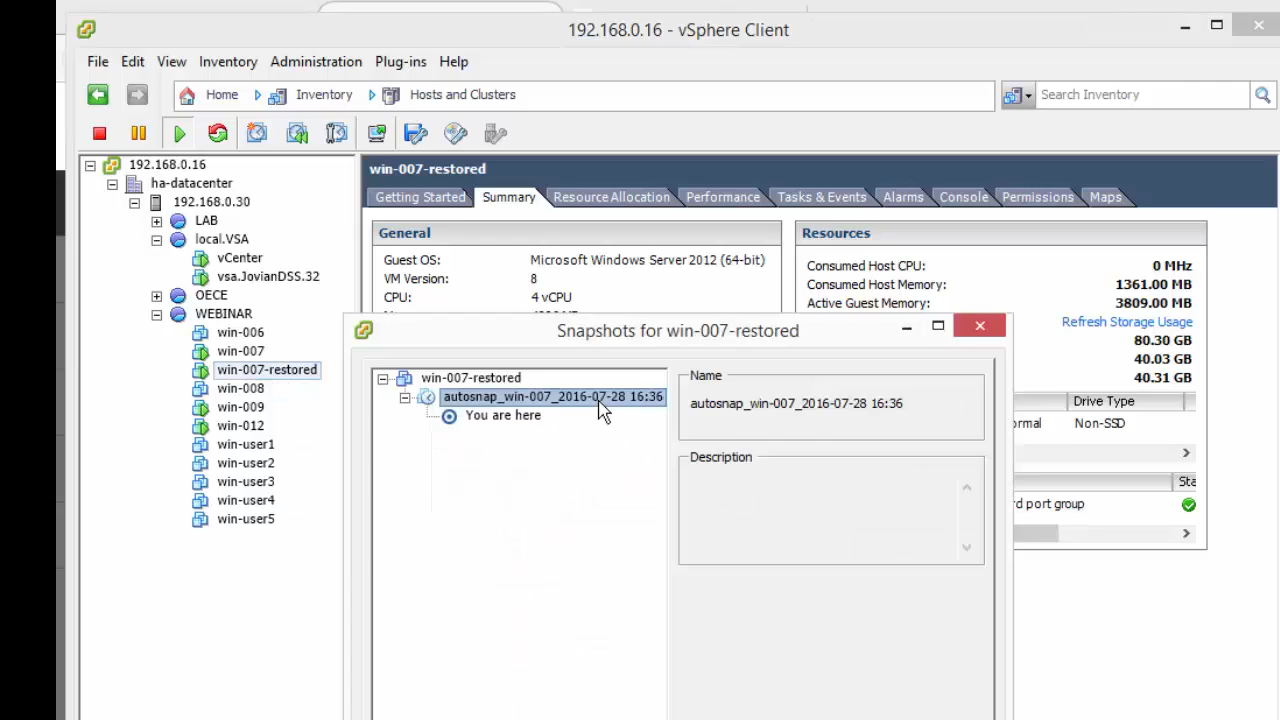 192.168.0.16 - vSphere Client
File Edit View Inventory Administration Plug-ins Help
Home Inventory Hosts and Clusters
Search Inventory
192.168.0.16
ha-datacenter
192.168.0.30
LAB
local.VSA
vCenter
vsa.JovianDSS.32
OECE
WEBINAR
win-006
win-007
win-007-restored
win-008
win-009
win-012
win-user1
win-user2
win-user3
win-user4
win-user5
win-007-restored
Getting Started Summary Resource Allocation Performance Tasks & Events Alarms Console Permissions Maps
General
Guest OS: Microsoft Windows Server 2012 (64-bit)
VM Version: 8
CPU: 4 vCPU
Resources
Consumed Host CPU: 0 MHz
Consumed Host Memory: 1361.00 MB
Active Guest Memory: 3809.00 MB
Refresh Storage Usage
80.30 GB
40.03 GB
40.31 GB
Drive Type
ormal Non-SSD
Sta
rd port group
Snapshots for win-007-restored
win-007-restored
autosnap_win-007_2016-07-28 16:36
You are here
Name
autosnap_win-007_2016-07-28 16:36
Description